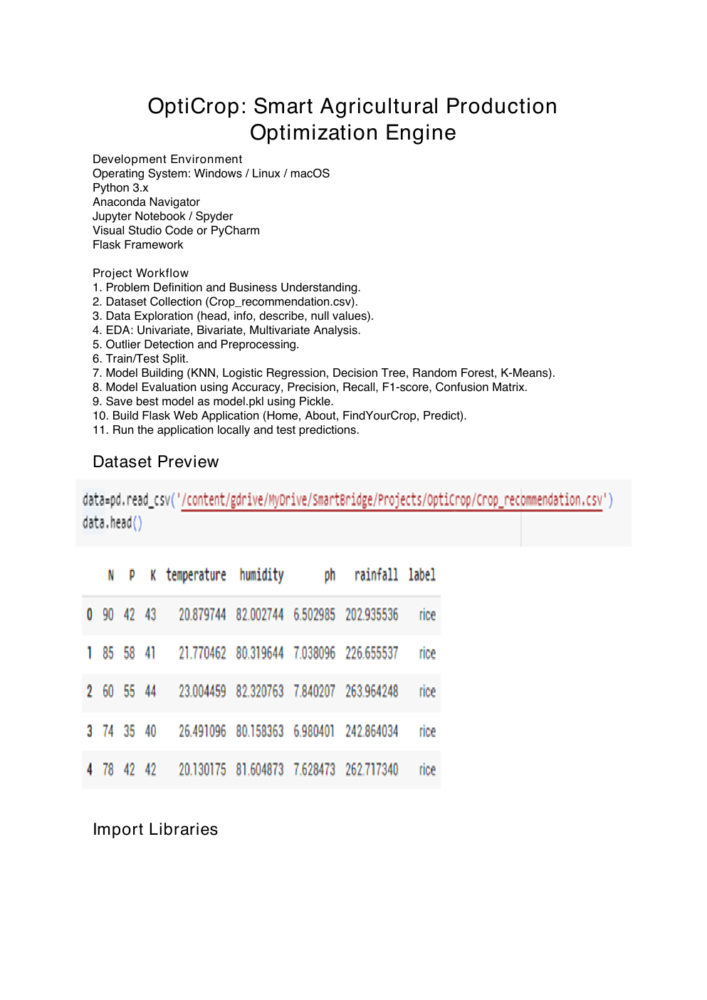 OptiCrop: Smart Agricultural Production
Optimization Engine
Development Environment
Operating System: Windows / Linux / macOS
Python 3.x
Anaconda Navigator
Jupyter Notebook / Spyder
Visual Studio Code or PyCharm
Flask Framework
Project Workflow
1. Problem Definition and Business Understanding.
2. Dataset Collection (Crop_recommendation.csv).
3. Data Exploration (head, info, describe, null values).
4. EDA: Univariate, Bivariate, Multivariate Analysis.
5. Outlier Detection and Preprocessing.
6. Train/Test Split.
7. Model Building (KNN, Logistic Regression, Decision Tree, Random Forest, K-Means).
8. Model Evaluation using Accuracy, Precision, Recall, F1-score, Confusion Matrix.
9. Save best model as model.pkl using Pickle.
10. Build Flask Web Application (Home, About, FindYourCrop, Predict).
11. Run the application locally and test predictions.
Dataset Preview
data=pd.read_csv('/content/gdrive/MyDrive/SmartBridge/Projects/OptiCrop/Crop_recommendation.csv')
data.head()
N P K temperature humidity ph rainfall label
0 90 42 43 20.879744 82.002744 6.502985 202.935536 rice
1 85 58 41 21.770462 80.319644 7.038096 226.655537 rice
2 60 55 44 23.004459 82.320763 7.840207 263.964248 rice
3 74 35 40 26.491096 80.158363 6.980401 242.864034 rice
4 78 42 42 20.130175 81.604873 7.628473 262.717340 rice
Import Libraries